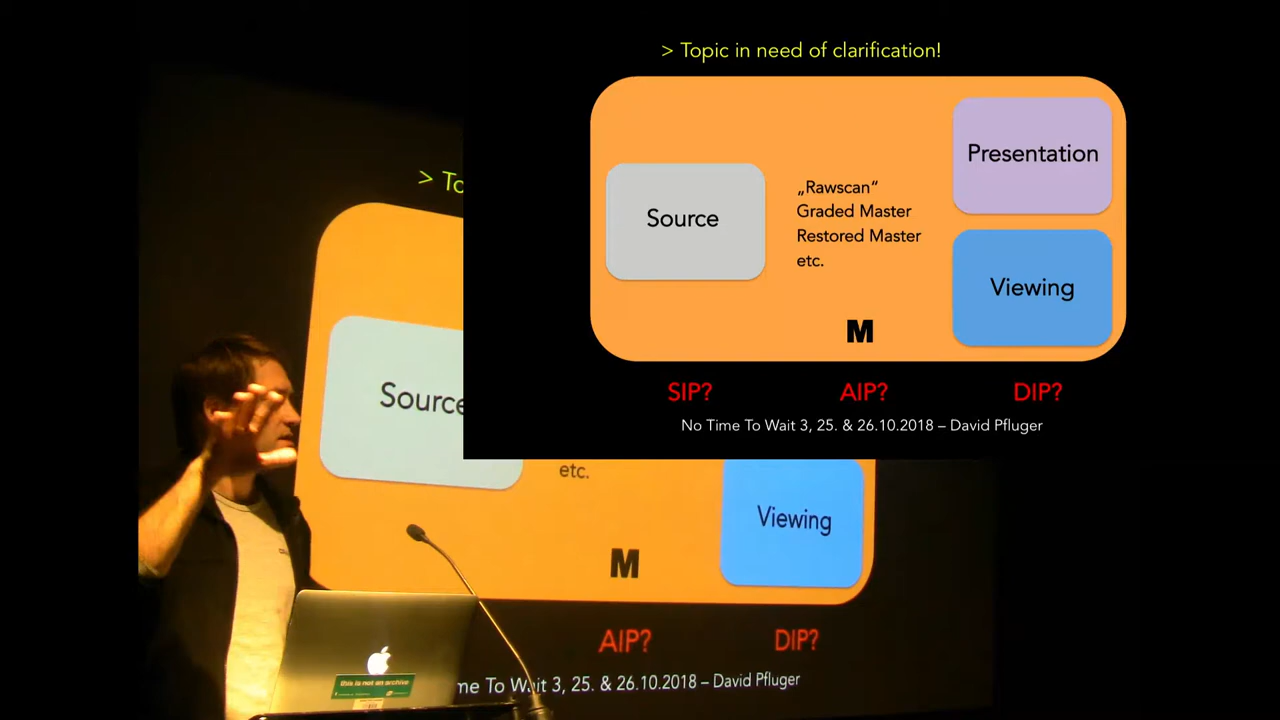 > Topic in need of clarification!
Presentation
Source
„Rawscan“
Graded Master
Restored Master
etc.
Viewing
M
SIP?
AIP?
DIP?
No Time To Wait 3, 25. & 26.10.2018 – David Pfluger
> To
Source
etc.
Viewing
M
AIP?
DIP?
me To Wait 3, 25. & 26.10.2018 – David Pfluger
this is not an archive